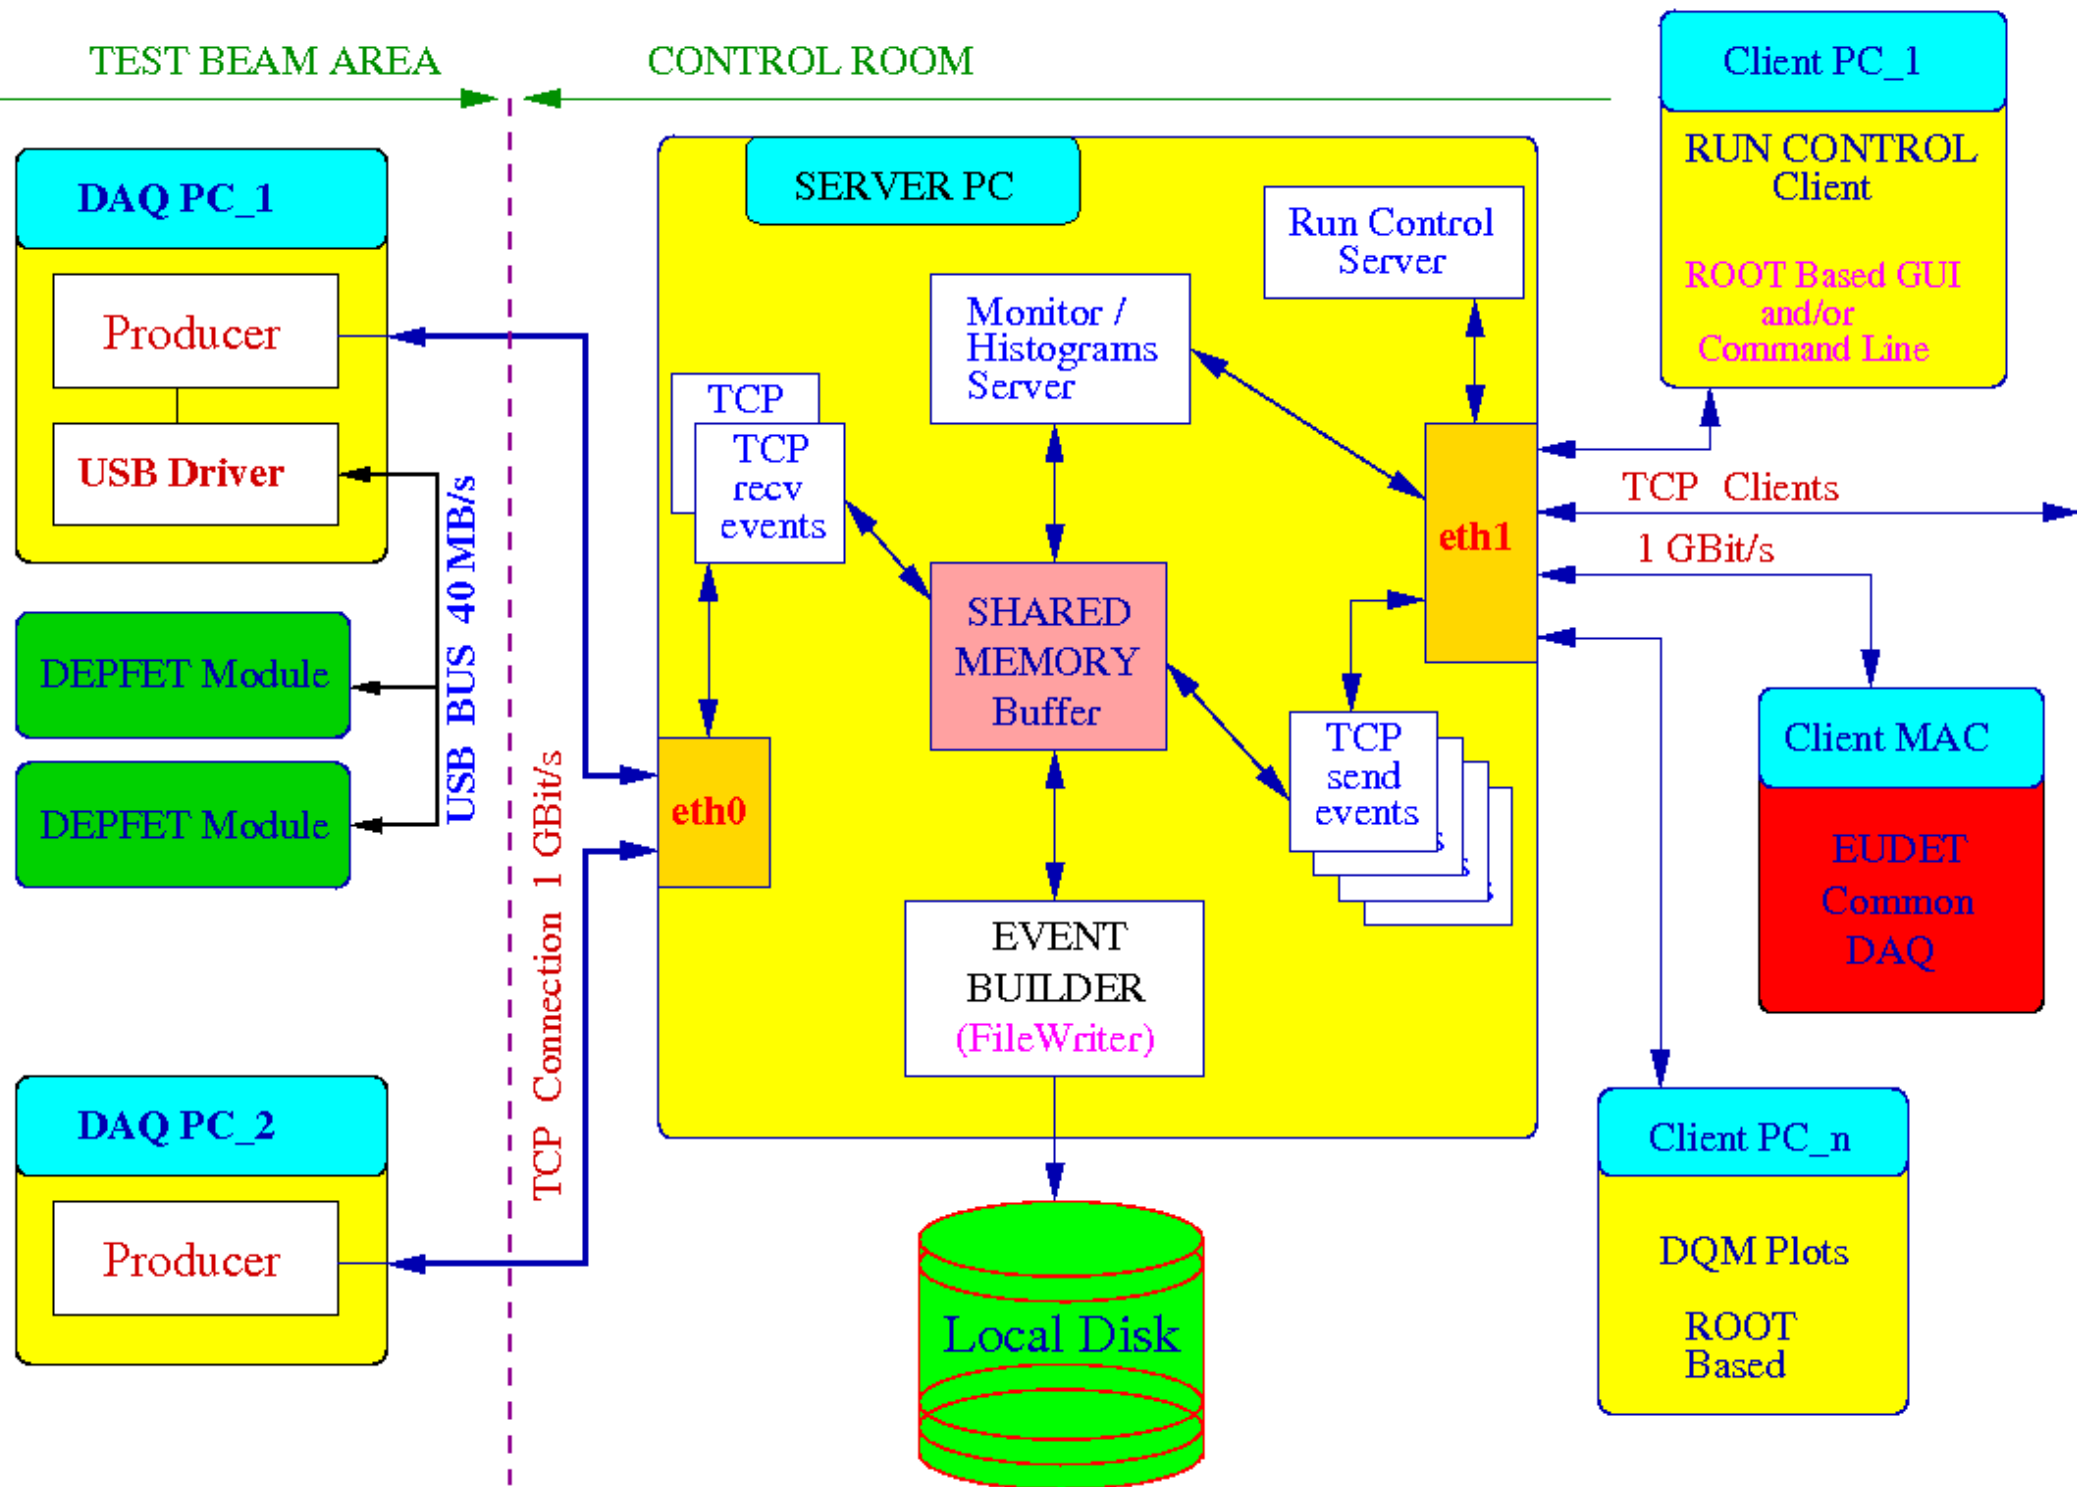 TEST BEAM AREA
CONTROL ROOM
DAQ PC_1
Producer
USB Driver
USB BUS 40 MB/s
DEPFET Module
DEPFET Module
DAQ PC_2
Producer
TCP Connection 1 GBit/s
SERVER PC
Run Control
Server
Monitor /
Histograms
Server
TCP
TCP
recv
events
eth0
SHARED
MEMORY
Buffer
eth1
TCP
send
events
s
s
s
EVENT
BUILDER
(FileWriter)
Local Disk
Client PC_1
RUN CONTROL
Client
ROOT Based GUI
and/or
Command Line
TCP Clients
1 GBit/s
Client MAC
EUDET
Common
DAQ
Client PC_n
DQM Plots
ROOT
Based